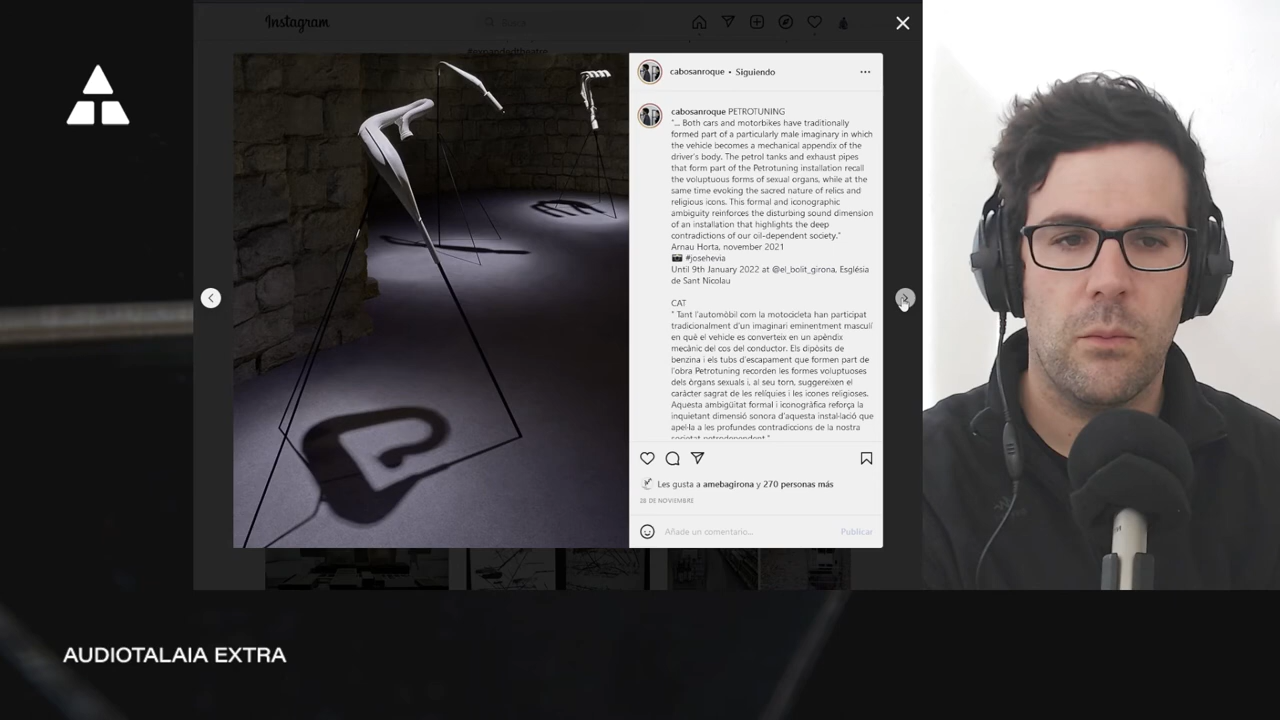 Instagram
Busca
#expandedtheatre
cabosanroque • Siguiendo
cabosanroque PETROTUNING
"... Both cars and motorbikes have traditionally
formed part of a particularly male imaginary in which
the vehicle becomes a mechanical appendix of the
driver's body. The petrol tanks and exhaust pipes
that form part of the Petrotuning installation recall
the voluptuous forms of sexual organs, while at the
same time evoking the sacred nature of relics and
religious icons. This formal and iconographic
ambiguity reinforces the disturbing sound dimension
of an installation that highlights the deep
contradictions of our oil-dependent society."
Arnau Horta, november 2021
📷 #josehevia
Until 9th January 2022 at @el_bolit_girona, Església
de Sant Nicolau
CAT
" Tant l'automòbil com la motocicleta han participat
tradicionalment d'un imaginari eminentment masculí
en què el vehicle es converteix en un apèndix
mecànic del cos del conductor. Els dipòsits de
benzina i els tubs d'escapament que formen part de
l'obra Petrotuning recorden les formes voluptuoses
dels òrgans sexuals i, al seu torn, suggereixen el
caràcter sagrat de les relíquies i les icones religioses.
Aquesta ambigüitat formal i iconogràfica reforça la
inquietant dimensió sonora d'aquesta instal·lació que
apel·la a les profundes contradiccions de la nostra
societat petrodependent."
Les gusta a amebagirona y 270 personas más
28 DE NOVIEMBRE
Añade un comentario...
Publicar
AUDIOTALAIA EXTRA